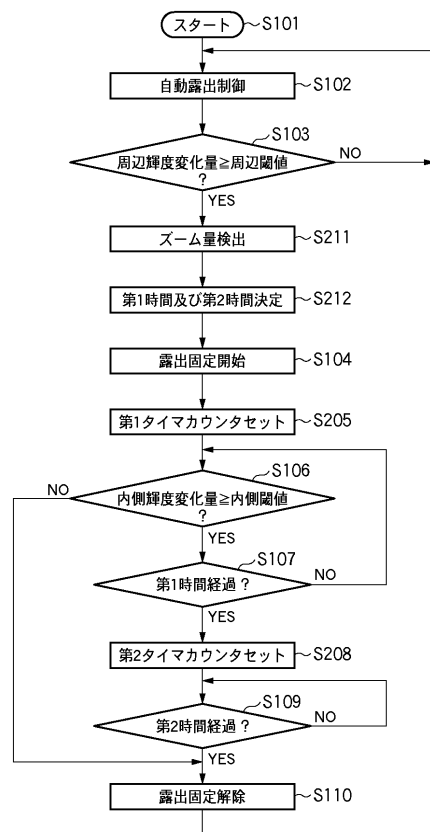 スタート
S101
自動露出制御
S102
S103
周辺輝度変化量≧周辺閾値
?
NO
YES
ズーム量検出
S211
第1時間及び第2時間決定
S212
露出固定開始
S104
第1タイマカウンタセット
S205
S106
NO
内側輝度変化量≧内側閾値
?
YES
S107
第1時間経過?
NO
YES
第2タイマカウンタセット
S208
S109
第2時間経過?
NO
YES
露出固定解除
S110